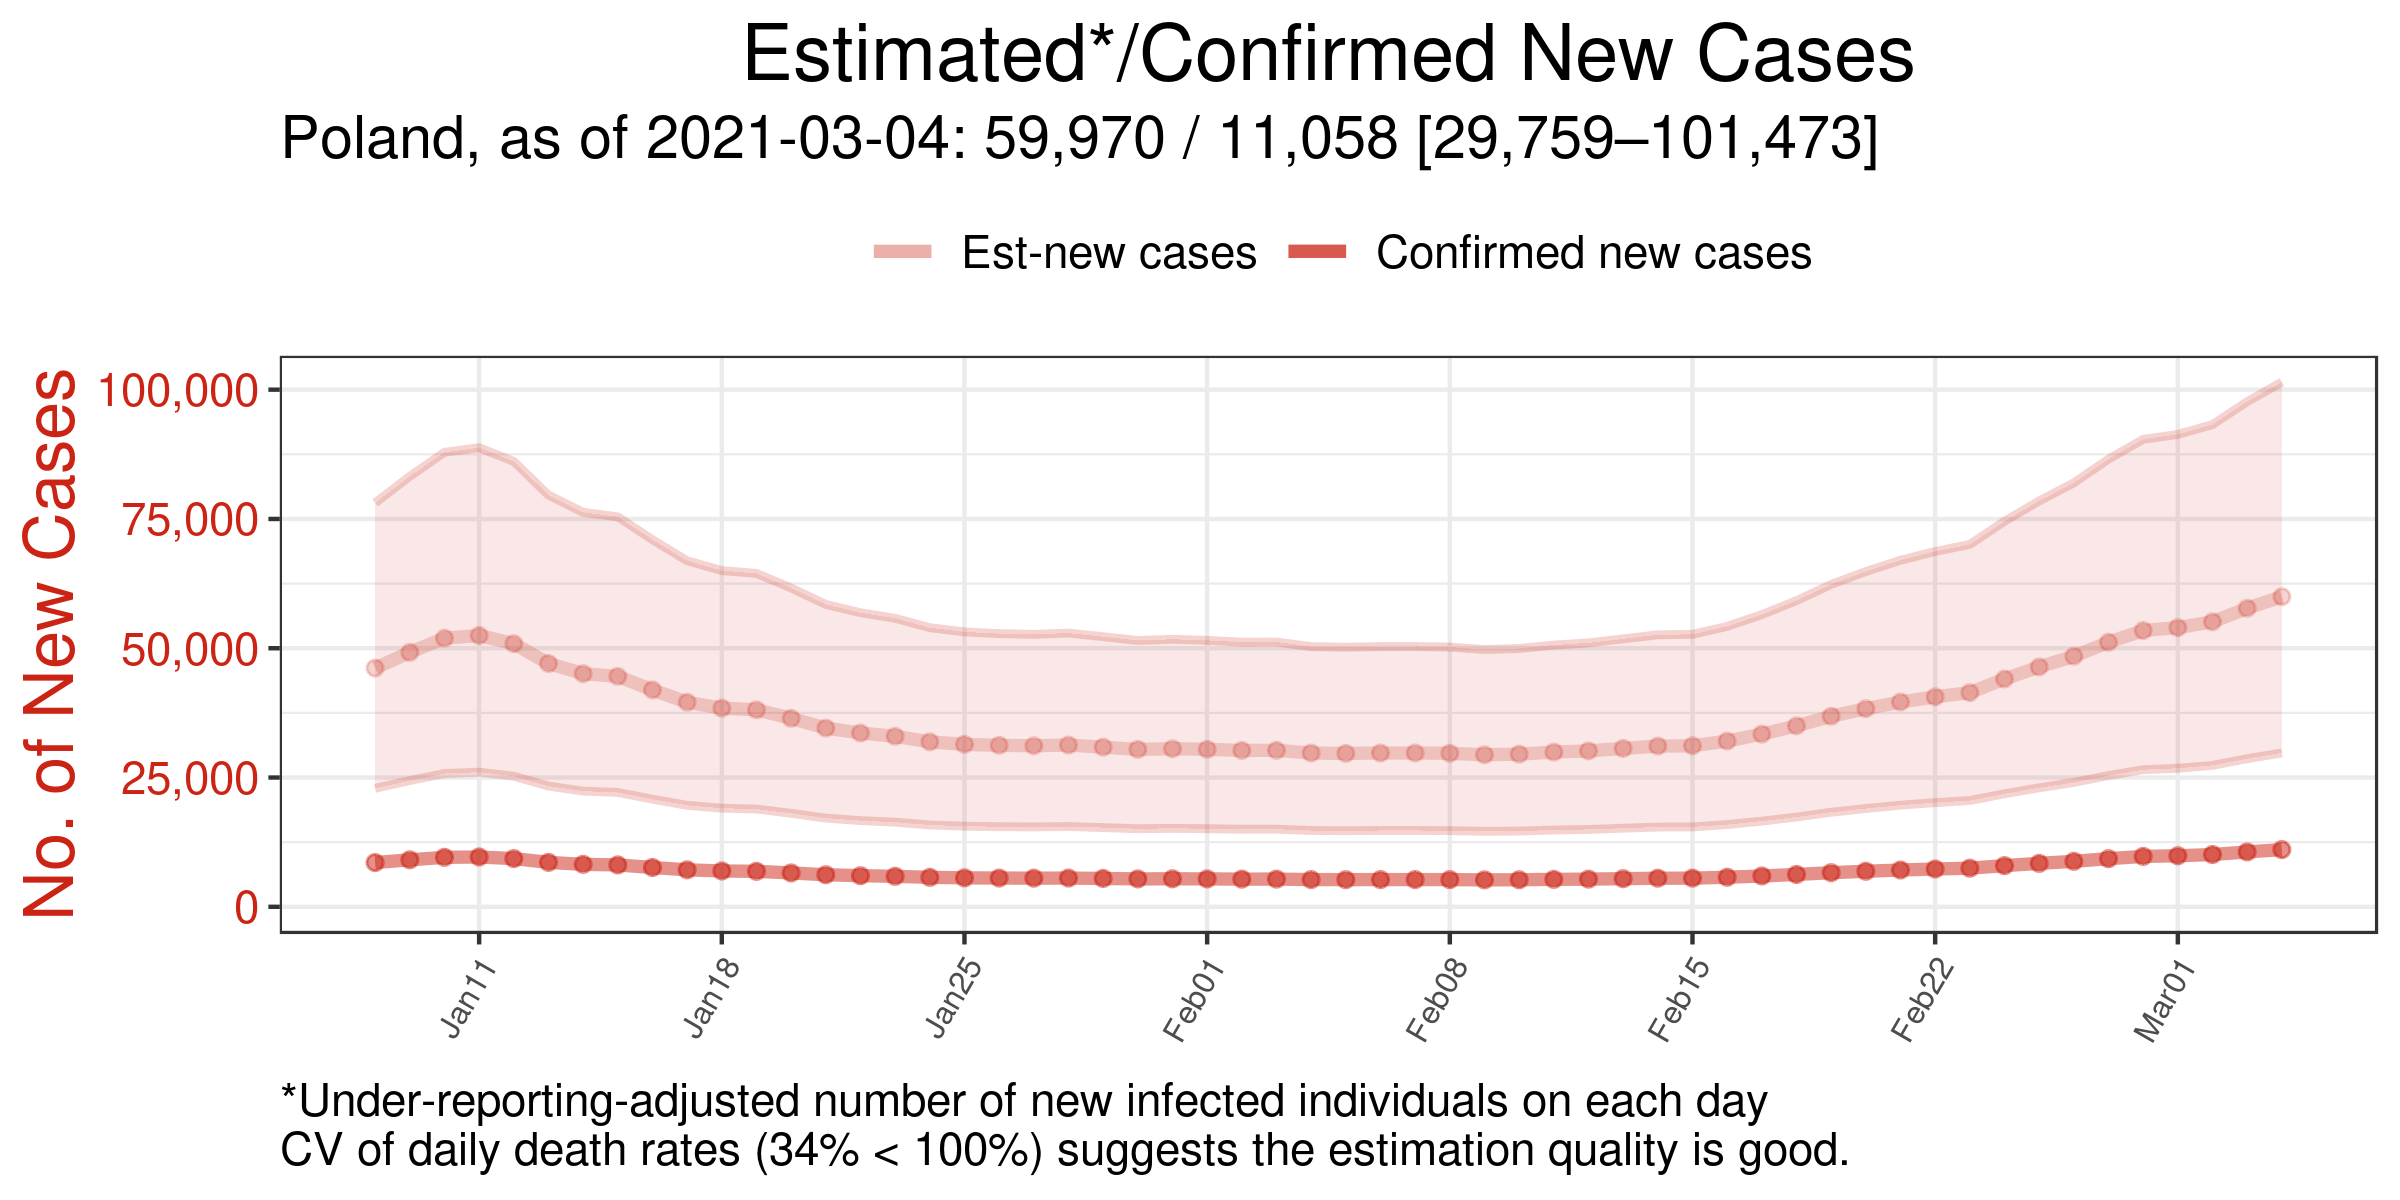 Estimated*/Confirmed New Cases
Poland, as of 2021-03-04: 59,970 / 11,058 [29,759–101,473]
Est-new cases
Confirmed new cases
No. of New Cases
100,000
75,000
50,000
25,000
0
Jan11
Jan18
Jan25
Feb01
Feb08
Feb15
Feb22
Mar01
*Under-reporting-adjusted number of new infected individuals on each day
CV of daily death rates (34% < 100%) suggests the estimation quality is good.